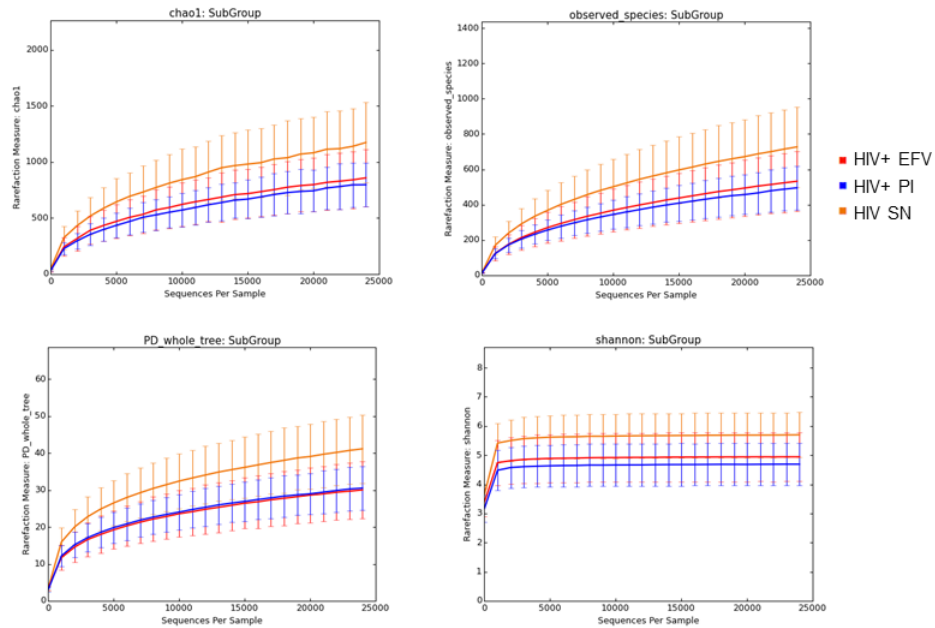 chao1: SubGroup
Rarefaction Measure: chao1
2000
1500
1000
500
0
0 5000 10000 15000 20000 25000
Sequences Per Sample
observed_species: SubGroup
Rarefaction Measure: observed_species
1400
1200
1000
800
600
400
200
0
0 5000 10000 15000 20000 25000
Sequences Per Sample
HIV+ EFV
HIV+ PI
HIV SN
PD_whole_tree: SubGroup
Rarefaction Measure: PD_whole_tree
60
50
40
30
20
10
0
0 5000 10000 15000 20000 25000
Sequences Per Sample
shannon: SubGroup
Rarefaction Measure: shannon
8
7
6
5
4
3
2
1
0
0 5000 10000 15000 20000 25000
Sequences Per Sample